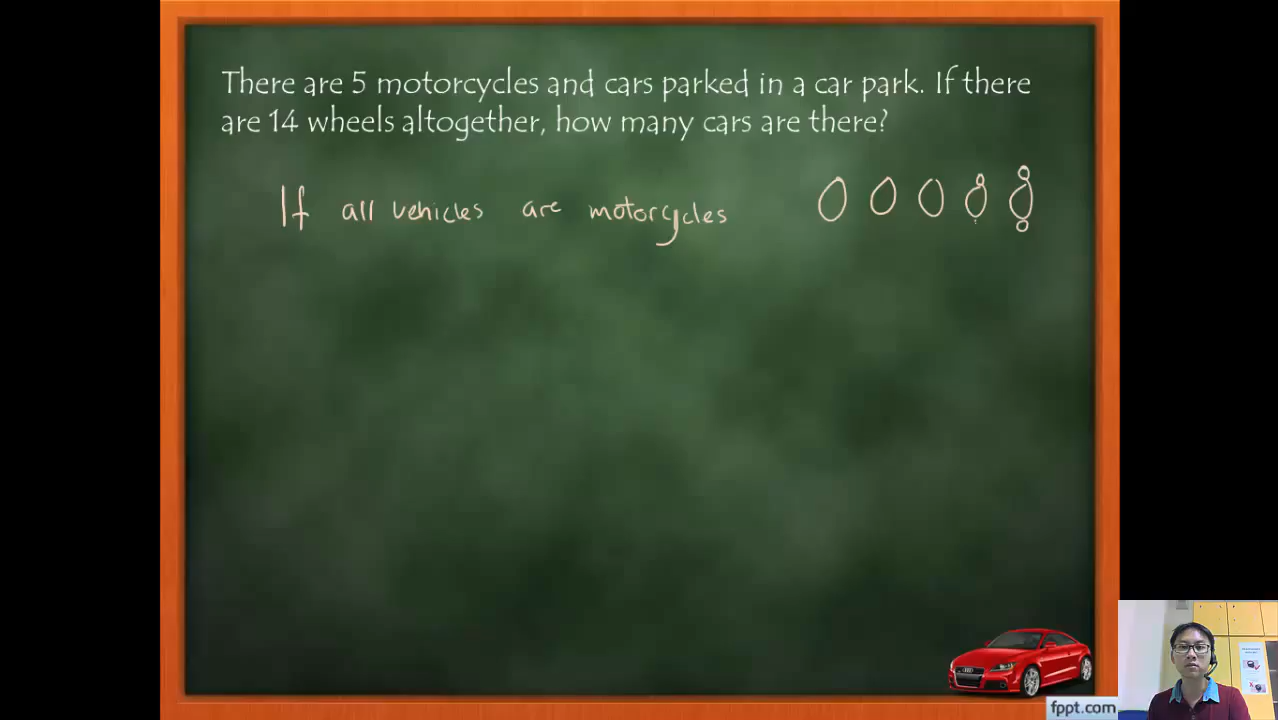 There are 5 motorcycles and cars parked in a car park. If there
are 14 wheels altogether, how many cars are there?
If all vehicles are motorcycles
fppt.com